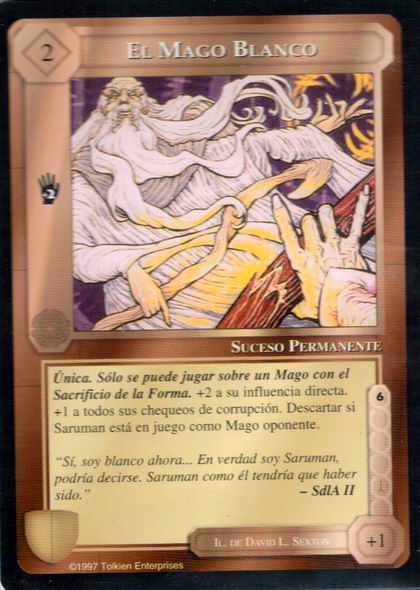 2
El Mago Blanco
Suceso Permanente
Única. Sólo se puede jugar sobre un Mago con el
Sacrificio de la Forma. +2 a su influencia directa.
+1 a todos sus chequeos de corrupción. Descartar si
Saruman está en juego como Mago oponente.
6
“Sí, soy blanco ahora... En verdad soy Saruman,
podría decirse. Saruman como él tendría que haber
sido.” – SdlA II
Il. de David L. Sexton
+1
©1997 Tolkien Enterprises